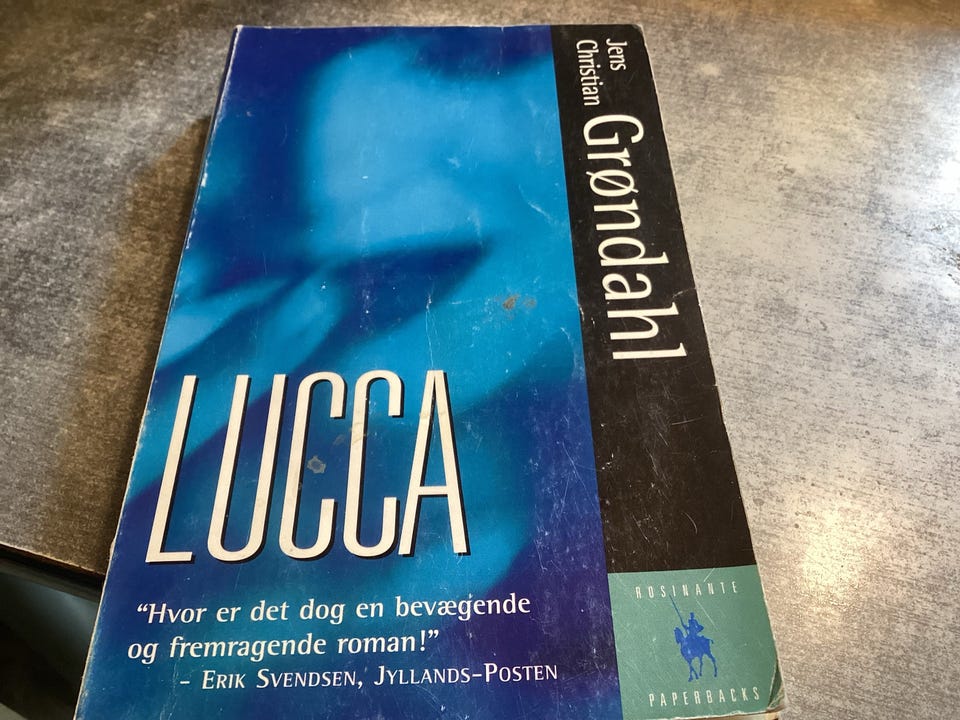 Jens
Christian
Grøndahl
LUCCA
"Hvor er det dog en bevægende
og fremragende roman!"
– Erik Svendsen, Jyllands-Posten
ROSINANTE
PAPERBACKS